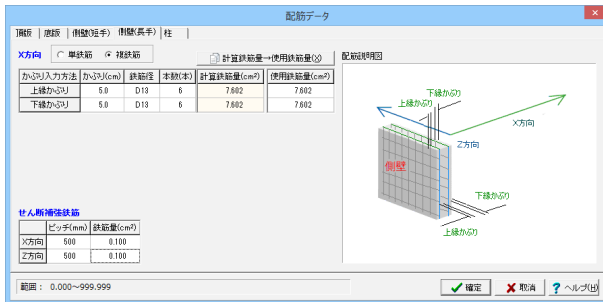 配筋データ
頂版 底版 側壁(短手) 側壁(長手) 柱
X方向 単鉄筋 複鉄筋 計算鉄筋量→使用鉄筋量(X) 配筋説明図
かぶり入力方法 かぶり(cm) 鉄筋径 本数(本) 計算鉄筋量(cm²) 使用鉄筋量(cm²)
上縁かぶり 5.0 D13 6 7.602 7.602
下縁かぶり 5.0 D13 6 7.602 7.602
下縁かぶり
上縁かぶり
X方向
Z方向
側壁
下縁かぶり
上縁かぶり
せん断補強鉄筋
ピッチ(mm) 鉄筋量(cm²)
X方向 500 0.100
Z方向 500 0.100
範囲： 0.000～999.999 確定 取消 ヘルプ(H)